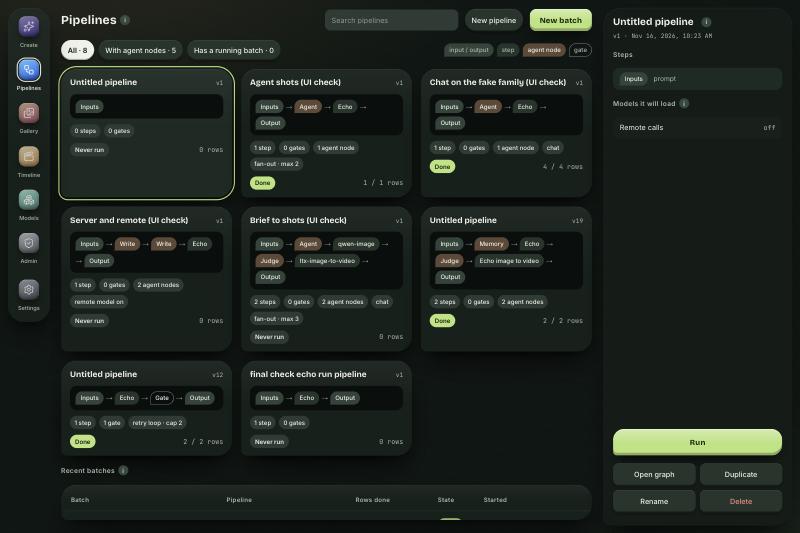 Create
Pipelines
Gallery
Timeline
Models
Admin
Settings
Pipelines i
Search pipelines
New pipeline
New batch
All · 8
With agent nodes · 5
Has a running batch · 0
input / output
step
agent node
gate
Untitled pipeline v1
Inputs
0 steps 0 gates
Never run 0 rows
Agent shots (UI check) v1
Inputs → Agent → Echo →
Output
1 step 0 gates 1 agent node
fan-out · max 2
Done 1 / 1 rows
Chat on the fake family (UI check) v1
Inputs → Agent → Echo →
Output
1 step 0 gates 1 agent node chat
Done 4 / 4 rows
Server and remote (UI check) v1
Inputs → Write → Write → Echo
→ Output
1 step 0 gates 2 agent nodes
remote model on
Never run 0 rows
Brief to shots (UI check) v1
Inputs → Agent → qwen-image →
Judge → ltx-image-to-video →
Output
2 steps 0 gates 2 agent nodes chat
fan-out · max 3
Never run 0 rows
Untitled pipeline v19
Inputs → Memory → Echo →
Judge → Echo image to video →
Output
2 steps 0 gates 2 agent nodes
Done 2 / 2 rows
Untitled pipeline v12
Inputs → Echo → Gate → Output
1 step 1 gate retry loop · cap 2
Done 2 / 2 rows
final check echo run pipeline v1
Inputs → Echo → Output
1 step 0 gates
Never run 0 rows
Recent batches i
Batch Pipeline Rows done State Started
Untitled pipeline i
v1 · Nov 16, 2026, 10:23 AM
Steps
Inputs prompt
Models it will load i
Remote calls off
Run
Open graph Duplicate
Rename Delete